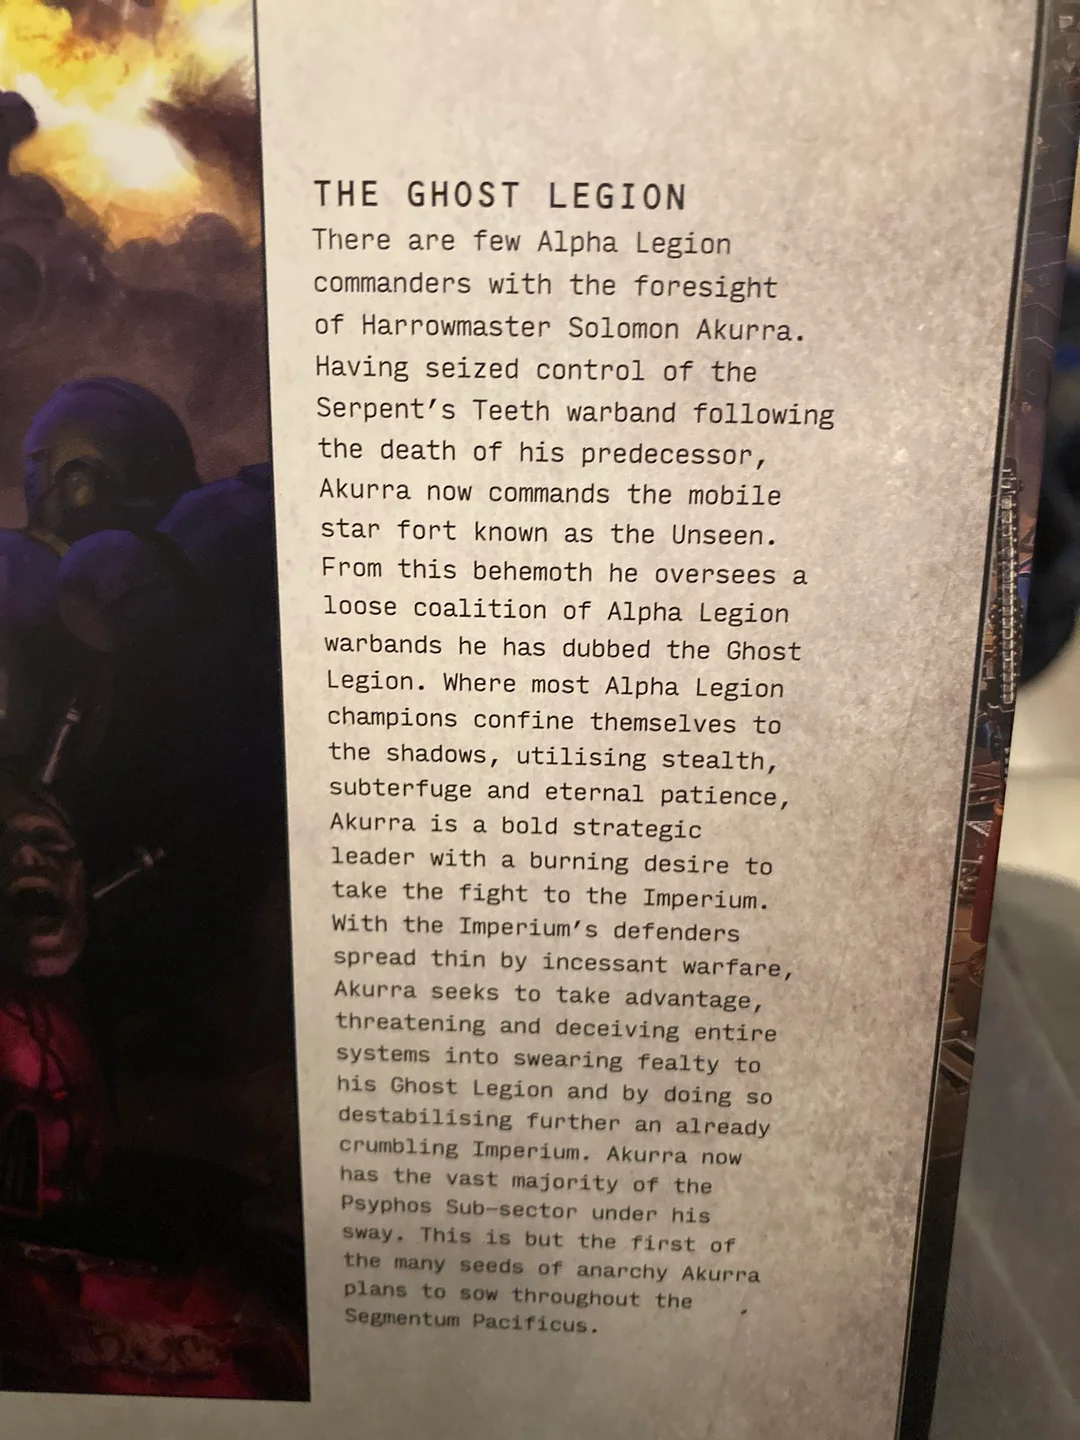 THE GHOST LEGION
There are few Alpha Legion
commanders with the foresight
of Harrowmaster Solomon Akurra.
Having seized control of the
Serpent's Teeth warband following
the death of his predecessor,
Akurra now commands the mobile
star fort known as the Unseen.
From this behemoth he oversees a
loose coalition of Alpha Legion
warbands he has dubbed the Ghost
Legion. Where most Alpha Legion
champions confine themselves to
the shadows, utilising stealth,
subterfuge and eternal patience,
Akurra is a bold strategic
leader with a burning desire to
take the fight to the Imperium.
With the Imperium's defenders
spread thin by incessant warfare,
Akurra seeks to take advantage,
threatening and deceiving entire
systems into swearing fealty to
his Ghost Legion and by doing so
destabilising further an already
crumbling Imperium. Akurra now
has the vast majority of the
Psyphos Sub-sector under his
sway. This is but the first of
the many seeds of anarchy Akurra
plans to sow throughout the
Segmentum Pacificus.